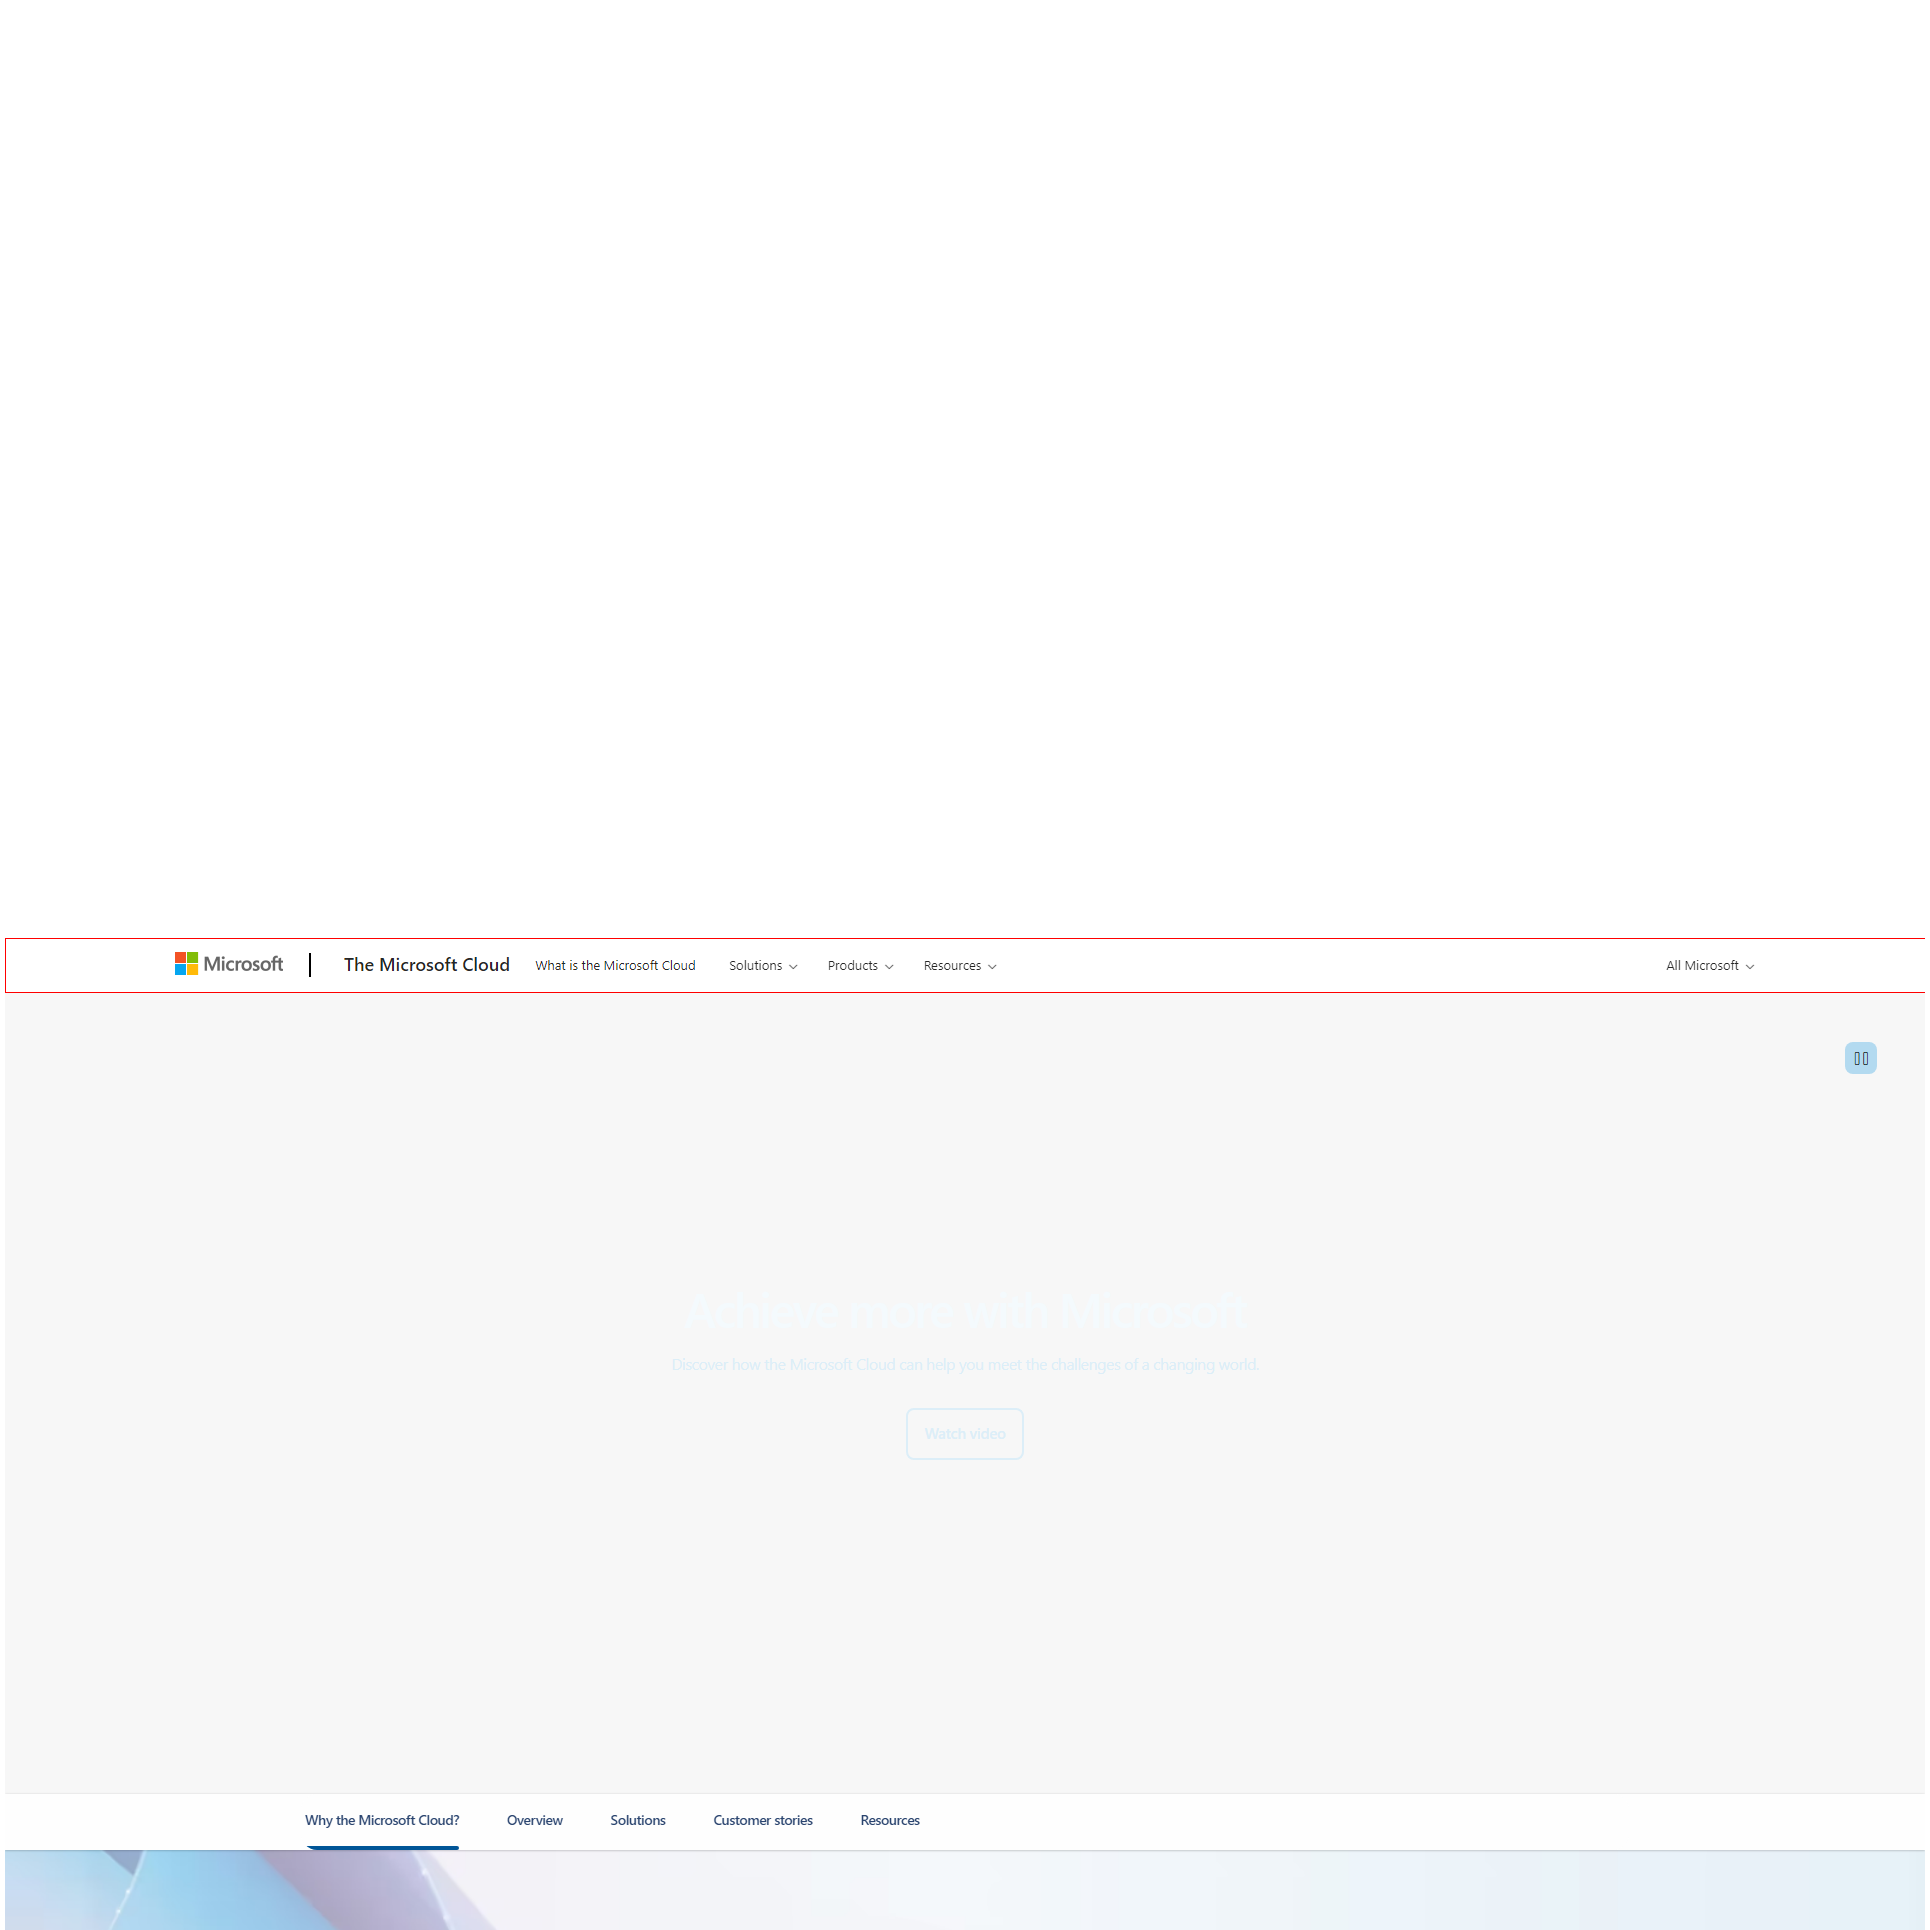 Microsoft The Microsoft Cloud What is the Microsoft Cloud Solutions Products Resources All Microsoft
Achieve more with Microsoft
Discover how the Microsoft Cloud can help you meet the challenges of a changing world.
Watch video
Why the Microsoft Cloud? Overview Solutions Customer stories Resources